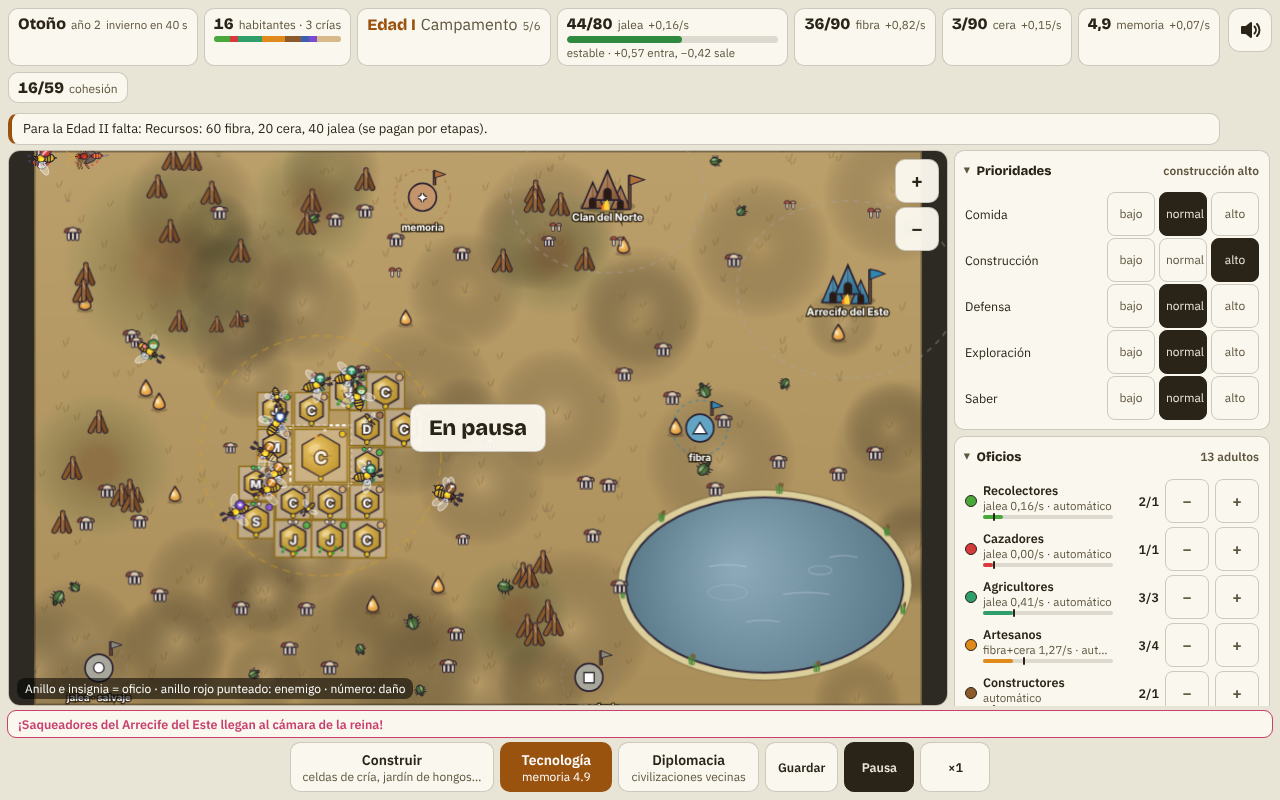 Otoño año 2 invierno en 40 s
16 habitantes · 3 crías
Edad I Campamento 5/6
44/80 jalea +0,16/s
estable · +0,57 entra, −0,42 sale
36/90 fibra +0,82/s
3/90 cera +0,15/s
4,9 memoria +0,07/s
16/59 cohesión
Para la Edad II falta: Recursos: 60 fibra, 20 cera, 40 jalea (se pagan por etapas).
+
−
memoria
Clan del Norte
Arrecife del Este
fibra
C
C
D
C
C
M
M
S
C
C
C
J
J
C
En pausa
Anillo e insignia = oficio · anillo rojo punteado: enemigo · número: daño
▼ Prioridades construcción alto
Comida bajo normal alto
Construcción bajo normal alto
Defensa bajo normal alto
Exploración bajo normal alto
Saber bajo normal alto
▼ Oficios 13 adultos
Recolectores
jalea 0,16/s · automático
2/1 − +
Cazadores
jalea 0,00/s · automático
1/1 − +
Agricultores
jalea 0,41/s · automático
3/3 − +
Artesanos
fibra+cera 1,27/s · aut...
3/4 − +
Constructores
automático
2/1 − +
¡Saqueadores del Arrecife del Este llegan al cámara de la reina!
Construir
celdas de cría, jardín de hongos...
Tecnología
memoria 4.9
Diplomacia
civilizaciones vecinas
Guardar
Pausa
×1